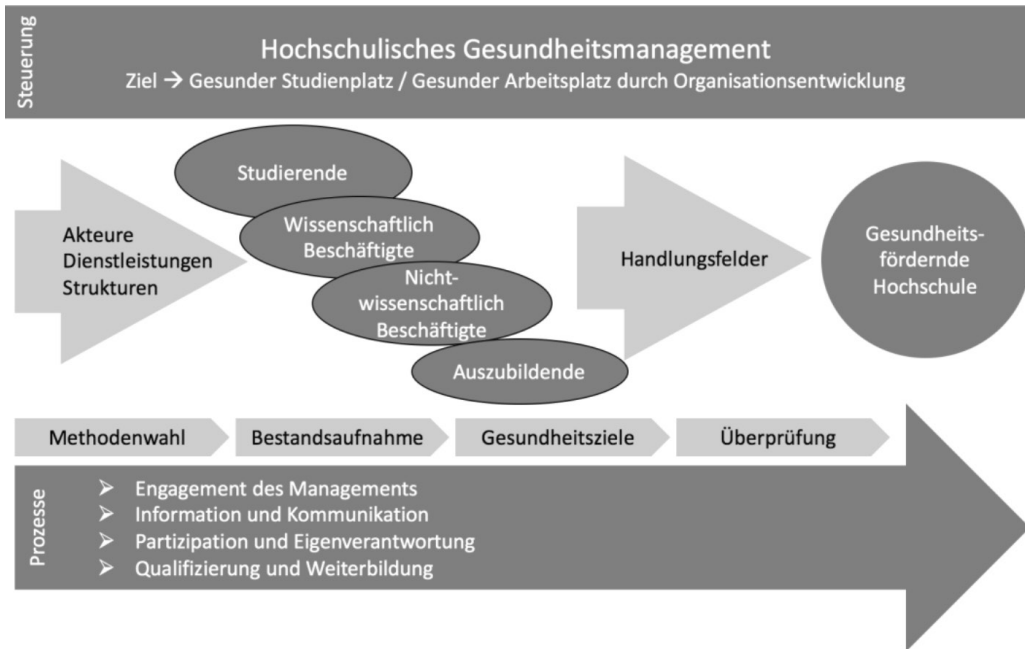 Steuerung
Hochschulisches Gesundheitsmanagement
Ziel → Gesunder Studienplatz / Gesunder Arbeitsplatz durch Organisationsentwicklung
Akteure
Dienstleistungen
Strukturen
Studierende
Wissenschaftlich
Beschäftigte
Nicht-
wissenschaftlich
Beschäftigte
Auszubildende
Handlungsfelder
Gesundheits-
fördernde
Hochschule
Methodenwahl
Bestandsaufnahme
Gesundheitsziele
Überprüfung
Prozesse
➢ Engagement des Managements
➢ Information und Kommunikation
➢ Partizipation und Eigenverantwortung
➢ Qualifizierung und Weiterbildung